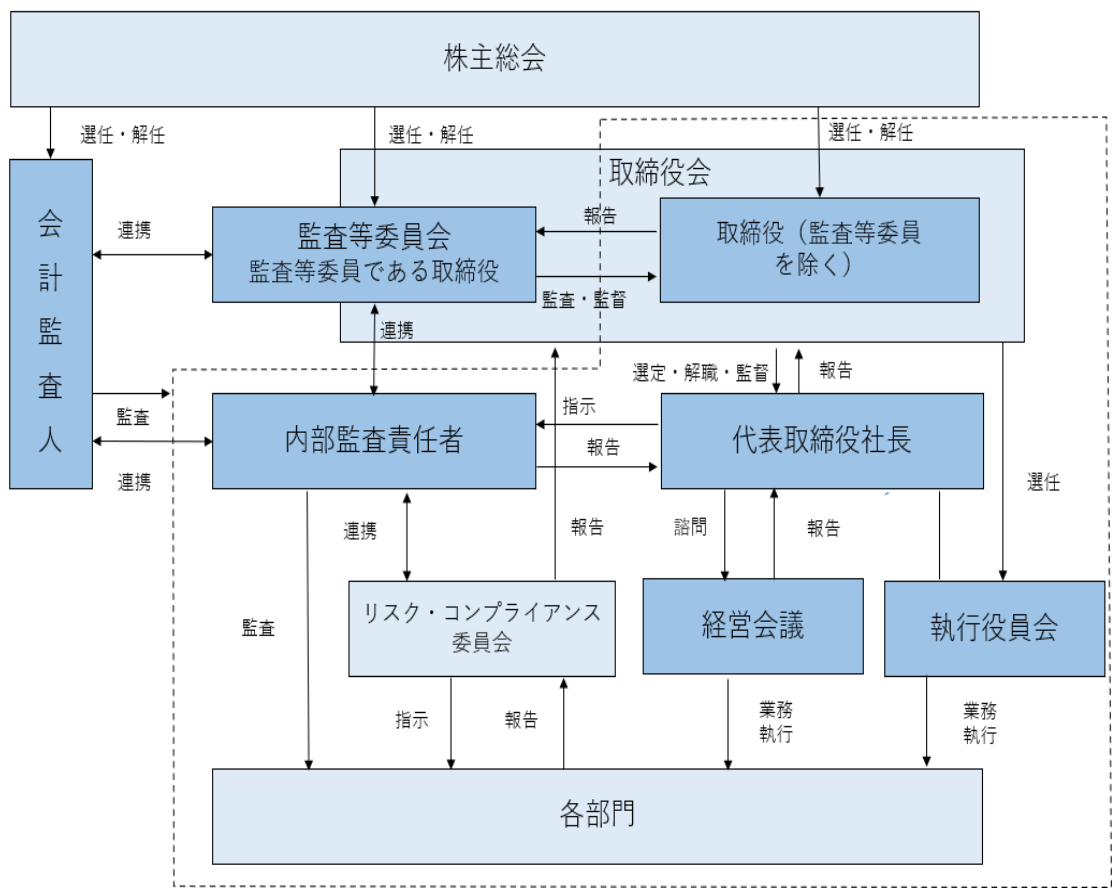 株主総会
選任・解任
選任・解任
選任・解任
会計監査人
取締役会
連携
監査等委員会
監査等委員である取締役
報告
監査・監督
取締役（監査等委員
を除く）
連携
選定・解職・監督
報告
監査
連携
内部監査責任者
指示
報告
代表取締役社長
選任
連携
報告
諮問
報告
監査
リスク・コンプライアンス
委員会
経営会議
執行役員会
指示
報告
業務
執行
業務
執行
各部門